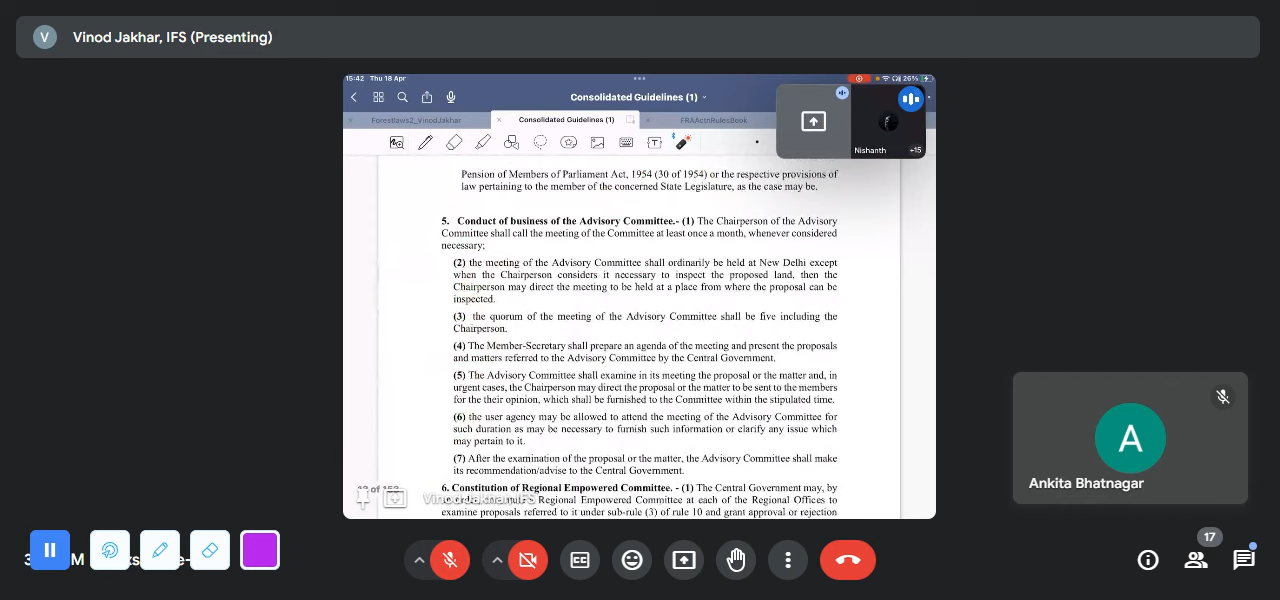 Vinod Jakhar, IFS (Presenting)
V
15:42 Thu 18 Apr
26%
Consolidated Guidelines (1)
Forestlaws2_VinodJakhar
Consolidated Guidelines (1)
FRAActnRulesBook
Nishanth
+15
Pension of Members of Parliament Act, 1954 (30 of 1954) or the respective provisions of
law pertaining to the member of the concerned State Legislature, as the case may be.
5. Conduct of business of the Advisory Committee.- (1) The Chairperson of the Advisory
Committee shall call the meeting of the Committee at least once a month, whenever considered
necessary;
(2) the meeting of the Advisory Committee shall ordinarily be held at New Delhi except
when the Chairperson considers it necessary to inspect the proposed land, then the
Chairperson may direct the meeting to be held at a place from where the proposal can be
inspected.
(3) the quorum of the meeting of the Advisory Committee shall be five including the
Chairperson.
(4) The Member-Secretary shall prepare an agenda of the meeting and present the proposals
and matters referred to the Advisory Committee by the Central Government.
(5) The Advisory Committee shall examine in its meeting the proposal or the matter and, in
urgent cases, the Chairperson may direct the proposal or the matter to be sent to the members
for the their opinion, which shall be furnished to the Committee within the stipulated time.
(6) the user agency may be allowed to attend the meeting of the Advisory Committee for
such duration as may be necessary to furnish such information or clarify any issue which
may pertain to it.
(7) After the examination of the proposal or the matter, the Advisory Committee shall make
its recommendation/advise to the Central Government.
6. Constitution of Regional Empowered Committee. - (1) The Central Government may, by
Regional Empowered Committee at each of the Regional Offices to
examine proposals referred to it under sub-rule (3) of rule 10 and grant approval or rejection
Vinod Jakhar, IFS
A
Ankita Bhatnagar
17